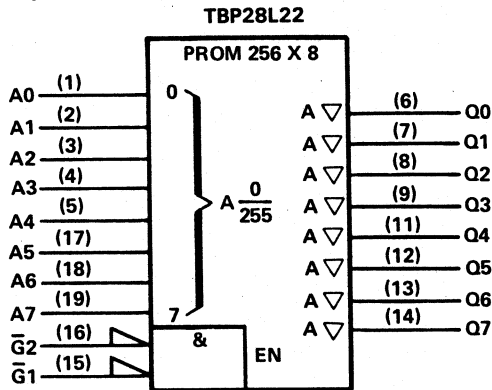 TBP28L22
PROM 256 X 8
A0 (1) 0 A ▽ (6) Q0
A1 (2) A ▽ (7) Q1
A2 (3) A ▽ (8) Q2
A3 (4) A 0/255 A ▽ (9) Q3
A4 (5) A ▽ (11) Q4
A5 (17) A ▽ (12) Q5
A6 (18) A ▽ (13) Q6
A7 (19) 7 A ▽ (14) Q7
G̅2 (16) &
G̅1 (15) EN